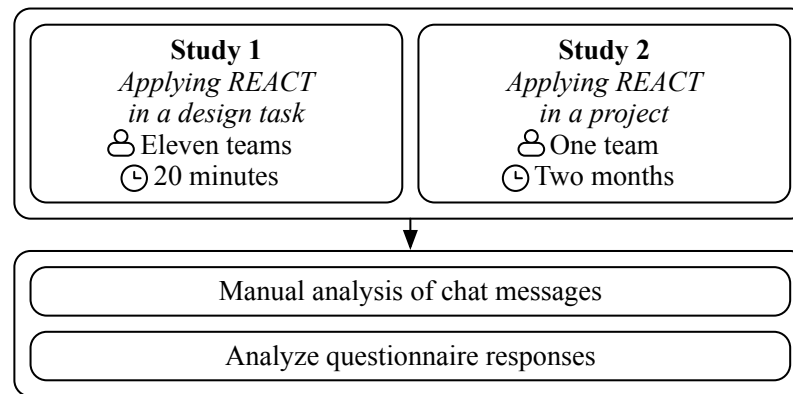 Study 1
Applying REACT
in a design task
Eleven teams
20 minutes
Study 2
Applying REACT
in a project
One team
Two months
Manual analysis of chat messages
Analyze questionnaire responses